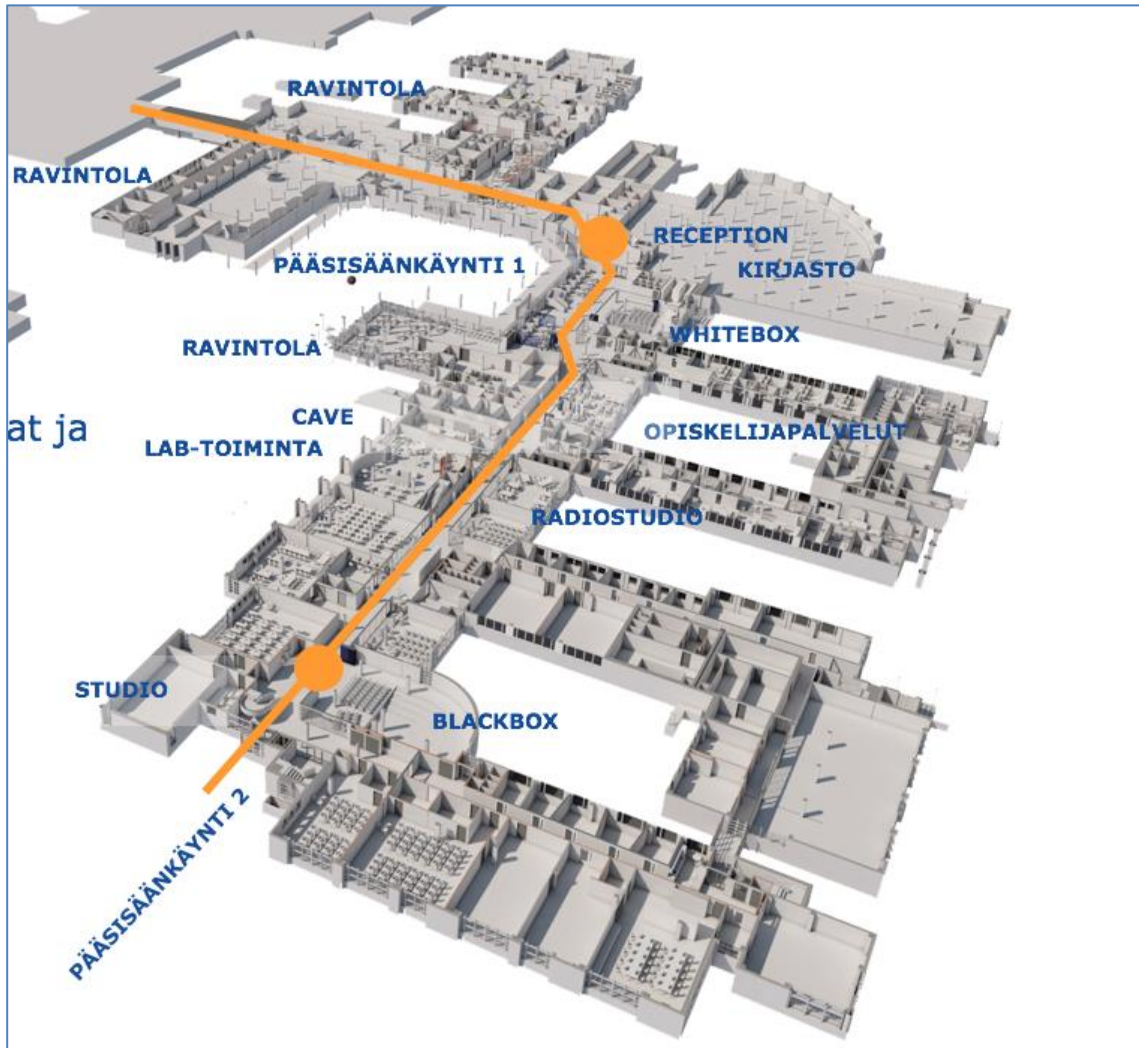 RAVINTOLA
RAVINTOLA
RECEPTION
PÄÄSISÄÄNKÄYNTI 1
KIRJASTO
WHITEBOX
RAVINTOLA
CAVE
at ja
OPISKELIJAPALVELUT
LAB-TOIMINTA
RADIOSTUDIO
STUDIO
BLACKBOX
PÄÄSISÄÄNKÄYNTI 2